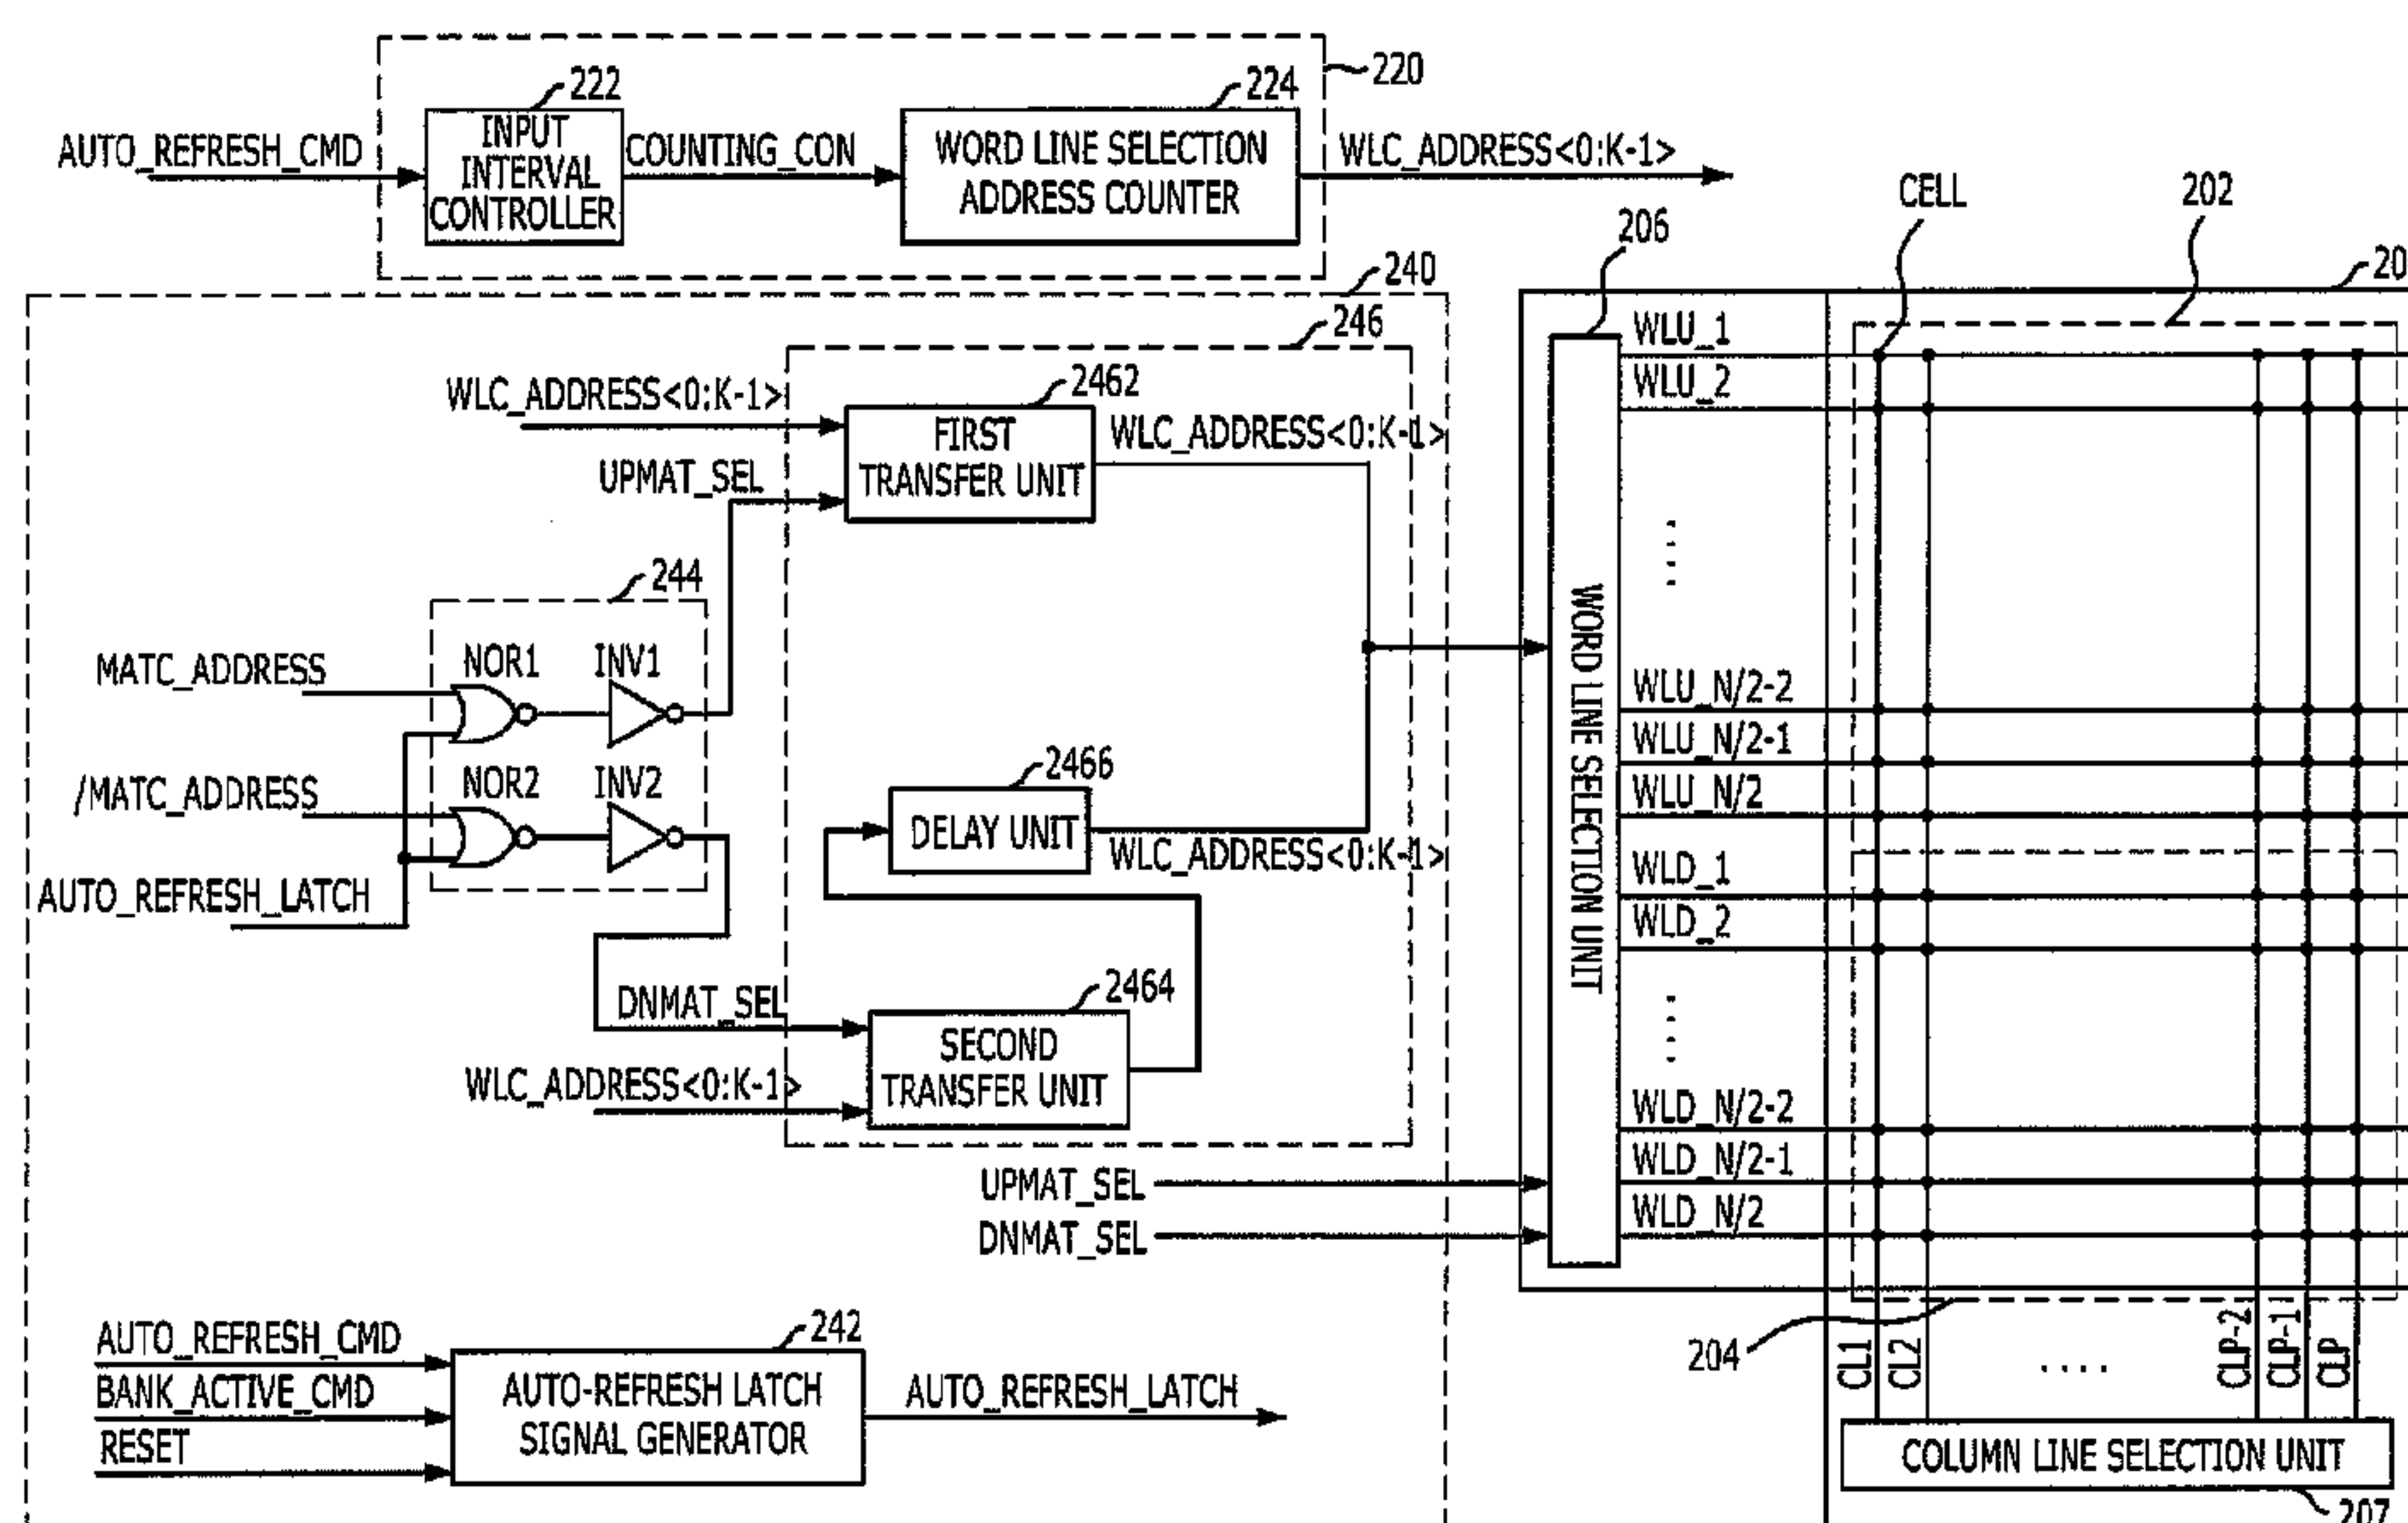 220
222
224
AUTO_REFRESH_CMD
INPUT
INTERVAL
CONTROLLER
COUNTING_CON
WORD LINE SELECTION
ADDRESS COUNTER
WLC_ADDRESS<0:K-1>
CELL
202
206
20
240
246
WLC_ADDRESS<0:K-1>
2462
FIRST
TRANSFER UNIT
WLC_ADDRESS<0:K-1>
UPMAT_SEL
244
MATC_ADDRESS
NOR1
INV1
/MATC_ADDRESS
NOR2
INV2
AUTO_REFRESH_LATCH
2466
DELAY UNIT
WLC_ADDRESS<0:K-1>
DNMAT_SEL
2464
SECOND
TRANSFER UNIT
WLC_ADDRESS<0:K-1>
UPMAT_SEL
DNMAT_SEL
WORD LINE SELECTION UNIT
WLU_1
WLU_2
....
WLU_N/2-2
WLU_N/2-1
WLU_N/2
WLD_1
WLD_2
....
WLD_N/2-2
WLD_N/2-1
WLD_N/2
204
CL1
CL2
....
CLP-2
CLP-1
CLP
COLUMN LINE SELECTION UNIT
207
242
AUTO_REFRESH_CMD
BANK_ACTIVE_CMD
RESET
AUTO-REFRESH LATCH
SIGNAL GENERATOR
AUTO_REFRESH_LATCH